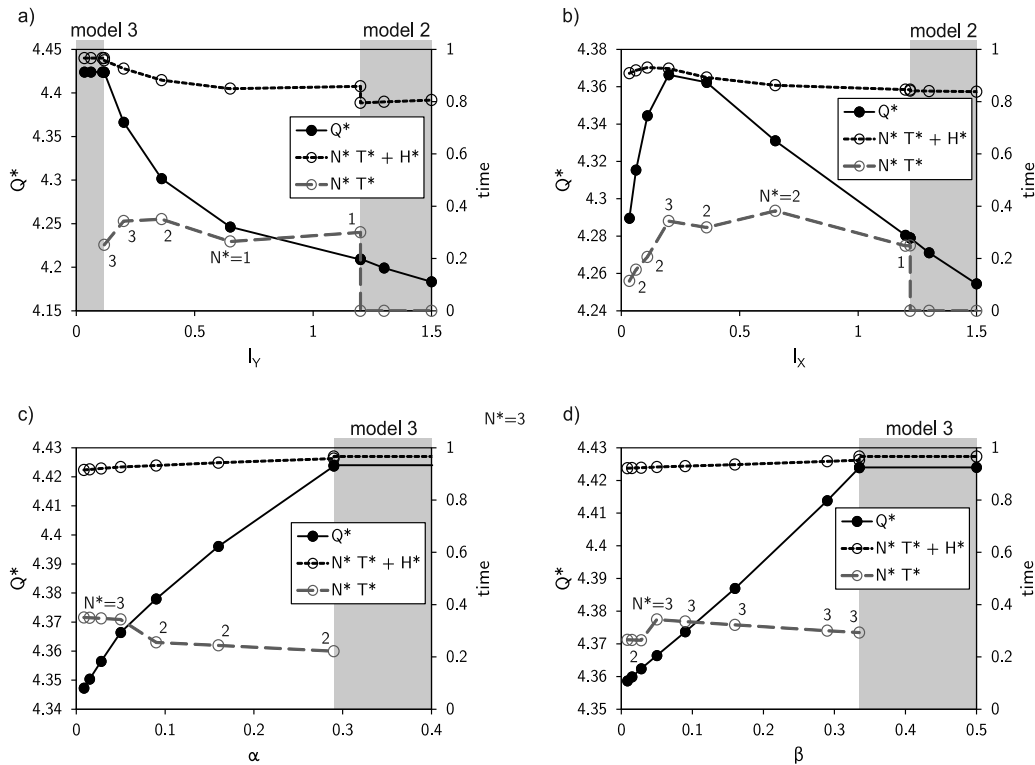 a)
model 3
model 2
4.45
4.4
4.35
4.3
4.25
4.2
4.15
Q*
1
0.8
0.6
0.4
0.2
0
time
Q*
N* T* + H*
N* T*
3
3
2
N*=1
1
0
0.5
1
1.5
I_Y
b)
model 2
4.38
4.36
4.34
4.32
4.3
4.28
4.26
4.24
Q*
1
0.8
0.6
0.4
0.2
0
time
Q*
N* T* + H*
N* T*
2
2
3
2
N*=2
1
0
0.5
1
1.5
I_X
c)
N*=3
model 3
4.43
4.42
4.41
4.4
4.39
4.38
4.37
4.36
4.35
4.34
Q*
1
0.8
0.6
0.4
0.2
0
time
Q*
N* T* + H*
N* T*
N*=3
2
2
2
0
0.1
0.2
0.3
0.4
α
d)
model 3
4.43
4.42
4.41
4.4
4.39
4.38
4.37
4.36
4.35
Q*
1
0.8
0.6
0.4
0.2
0
time
Q*
N* T* + H*
N* T*
2
N*=3
3
3
3
3
0
0.1
0.2
0.3
0.4
0.5
β